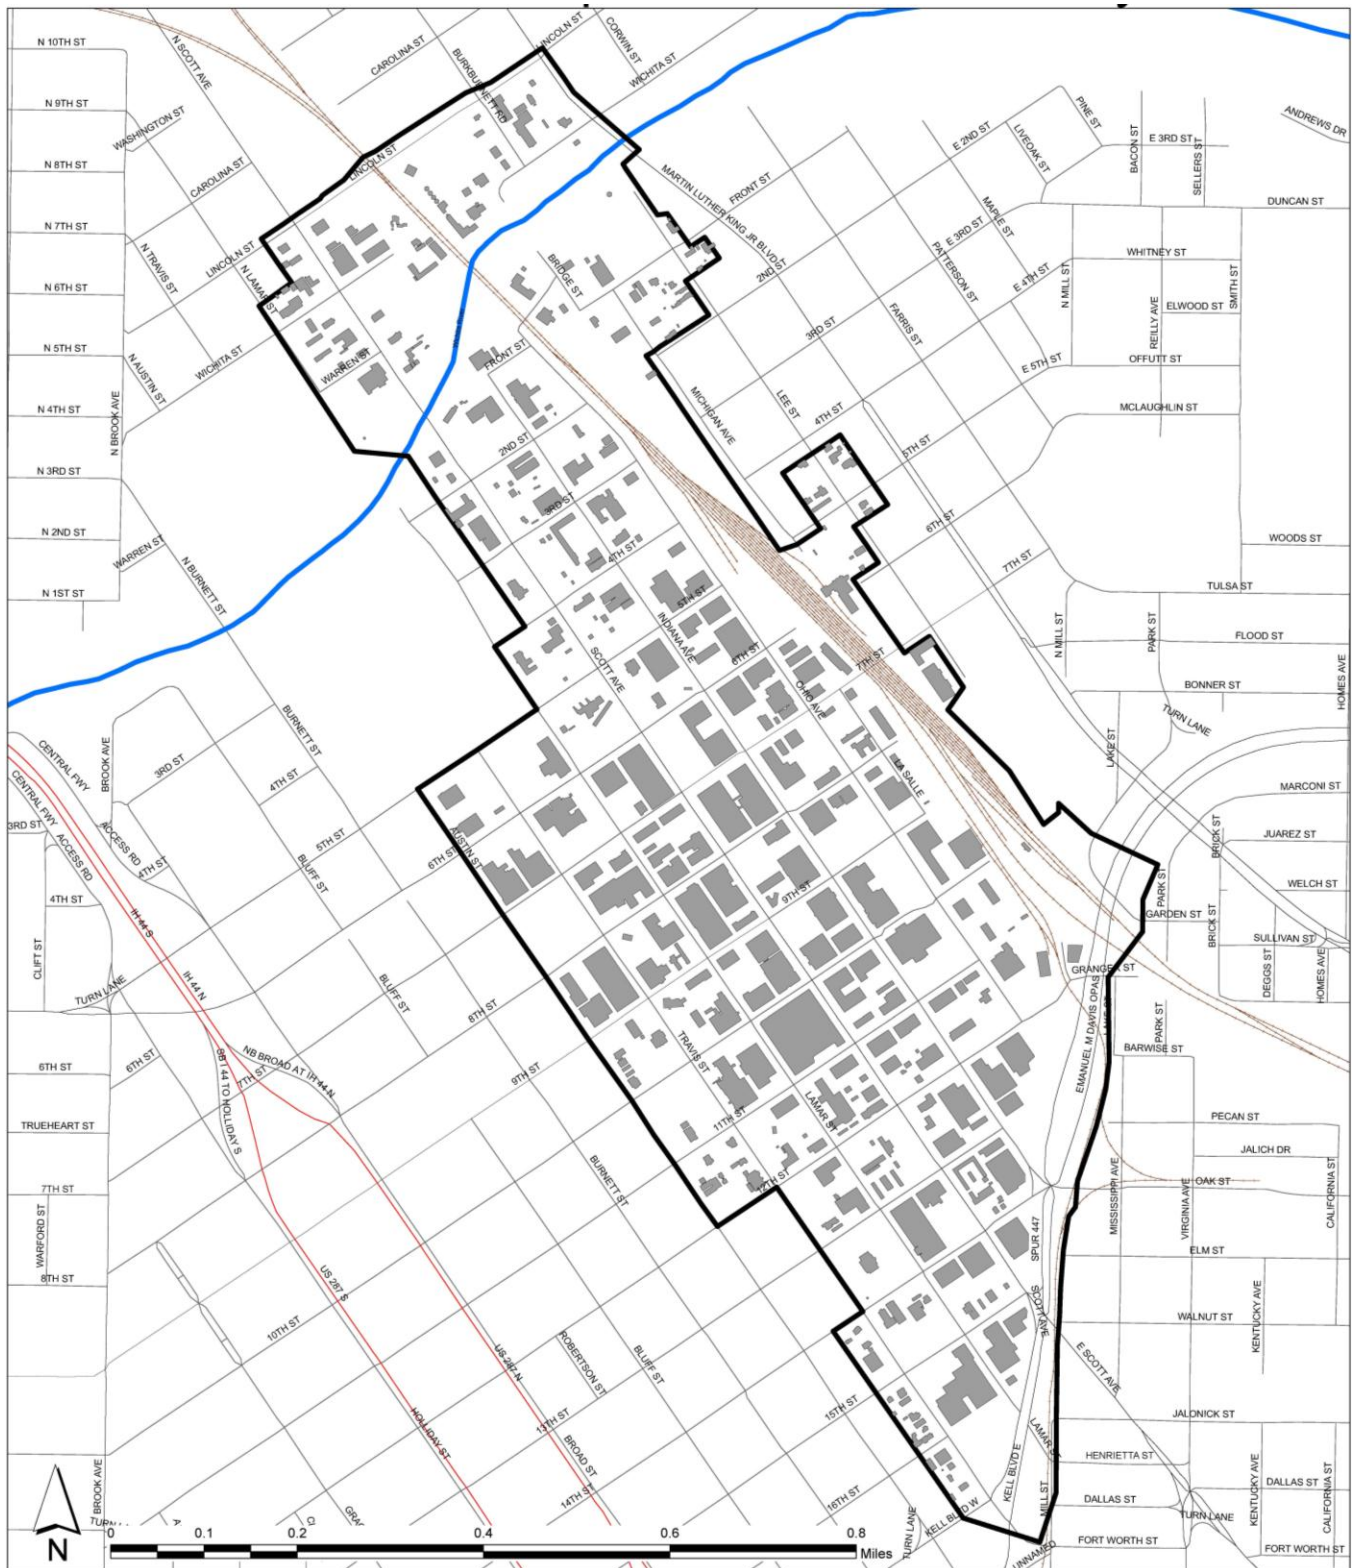 N 10TH ST
N SCOTT AVE
CAROLINA ST
BURKBURNETT RD
LINCOLN ST
CORWIN ST
WICHITA ST
N 9TH ST
WASHINGTON ST
PINE ST
ANDREWS DR
E 2ND ST
LIVEOAK ST
BACON ST
E 3RD ST
SELLERS ST
N 8TH ST
CAROLINA ST
LINCOLN ST
MARTIN LUTHER KING JR BLVD
FRONT ST
MAPLE ST
DUNCAN ST
N 7TH ST
N TRAVIS ST
LINCOLN ST
N LAMAR ST
BRIDGE ST
2ND ST
E 3RD ST
PATTERSON ST
E 4TH ST
N MILL ST
WHITNEY ST
SMITH ST
N 6TH ST
3RD ST
FARRIS ST
REILLY AVE
ELWOOD ST
N 5TH ST
N AUSTIN ST
WICHITA ST
WARREN ST
FRONT ST
E 5TH ST
OFFUTT ST
N 4TH ST
N BROOK AVE
MICHIGAN AVE
LEE ST
4TH ST
MCLAUGHLIN ST
N 3RD ST
2ND ST
5TH ST
N 2ND ST
WARREN ST
N BURNETT ST
3RD ST
4TH ST
6TH ST
7TH ST
WOODS ST
N 1ST ST
5TH ST
TULSA ST
INDIANA AVE
SCOTT AVE
6TH ST
7TH ST
N MILL ST
PARK ST
FLOOD ST
HOMES AVE
OHIO AVE
BONNER ST
CENTRAL FWY
CENTRAL FWY
BROOK AVE
3RD ST
BURNETT ST
LAKE ST
TURN LANE
4TH ST
LA SALLE
MARCONI ST
3RD ST
ACCESS RD
ACCESS RD
4TH ST
5TH ST
BLUFF ST
AUSTIN ST
6TH ST
BRICK ST
JUAREZ ST
4TH ST
IH 44 S
9TH ST
PARK ST
WELCH ST
CLIFT ST
GARDEN ST
BRICK ST
SULLIVAN ST
TURN LANE
IH 44 N
BLUFF ST
8TH ST
GRANGER ST
DEGGS ST
HOMES AVE
EMANUEL M DAVIS OPAS
PARK ST
6TH ST
6TH ST
SB I 44 TO HOLLIDAY S
7TH ST
NB BROAD AT IH 44 N
9TH ST
TRAVIS ST
BARWISE ST
TRUEHEART ST
LAMAR ST
11TH ST
PECAN ST
JALICH DR
7TH ST
WARFORD ST
BURNETT ST
12TH ST
MISSISSIPPI AVE
VIRGINIA AVE
OAK ST
CALIFORNIA ST
8TH ST
US 287 S
SPUR 447
ELM ST
10TH ST
SCOTT AVE
WALNUT ST
KENTUCKY AVE
US 287 N
ROBERTSON ST
BLUFF ST
E SCOTT AVE
HOLLIDAY ST
13TH ST
15TH ST
JALONICK ST
BROAD ST
LAMAR ST
HENRIETTA ST
BROOK AVE
14TH ST
16TH ST
KELL BLVD E
KELL BLVD W
MILL ST
DALLAS ST
KENTUCKY AVE
DALLAS ST
CALIFORNIA ST
TURN LANE
TURN LANE
FORT WORTH ST
FORT WORTH ST
UNNAMED
N
0 0.1 0.2 0.4 0.6 0.8
Miles